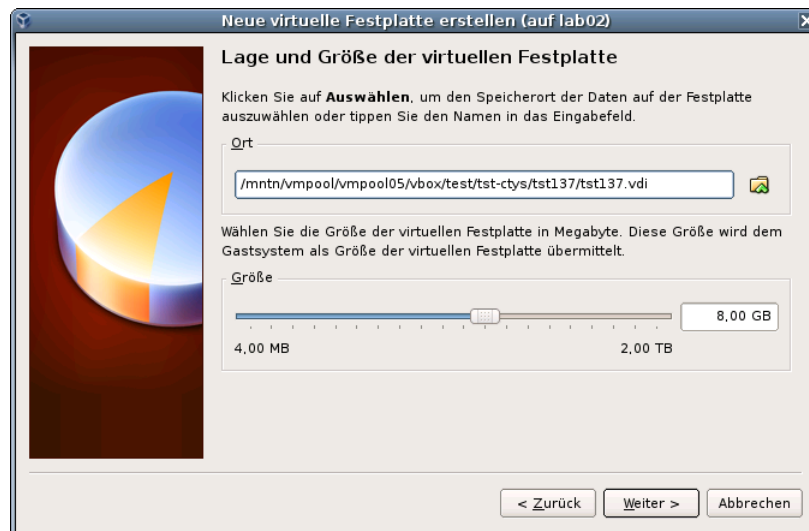 Neue virtuelle Festplatte erstellen (auf lab02)
Lage und Größe der virtuellen Festplatte
Klicken Sie auf Auswählen, um den Speicherort der Daten auf der Festplatte
auszuwählen oder tippen Sie den Namen in das Eingabefeld.
Ort
/mntn/vmpool/vmpool05/vbox/test/tst-ctys/tst137/tst137.vdi
Wählen Sie die Größe der virtuellen Festplatte in Megabyte. Diese Größe wird dem
Gastsystem als Größe der virtuellen Festplatte übermittelt.
Größe
8,00 GB
4,00 MB 2,00 TB
< Zurück Weiter > Abbrechen